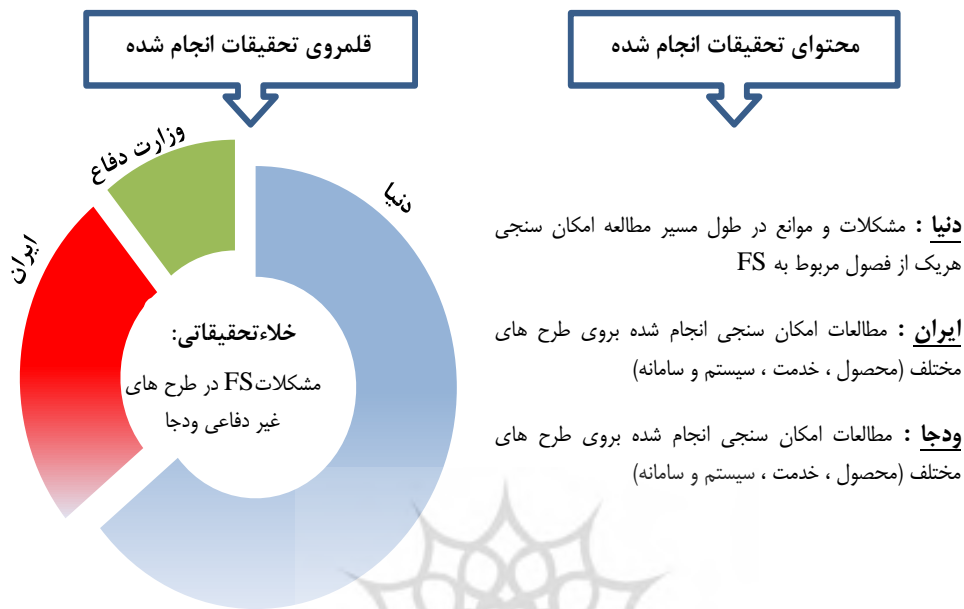 محتوای تحقیقات انجام شده
قلمروی تحقیقات انجام شده
دنیا : مشکلات و موانع در طول مسیر مطالعه امکان سنجی
هریک از فصول مربوط به FS
ایران : مطالعات امکان سنجی انجام شده بروی طرح های
مختلف (محصول ، خدمت ، سیستم و سامانه)
ودجا : مطالعات امکان سنجی انجام شده بروی طرح های
مختلف (محصول ، خدمت ، سیستم و سامانه)
وزارت دفاع
دنیا
ایران
خلاءتحقیقاتی:
مشکلاتFS در طرح های
غیر دفاعی ودجا